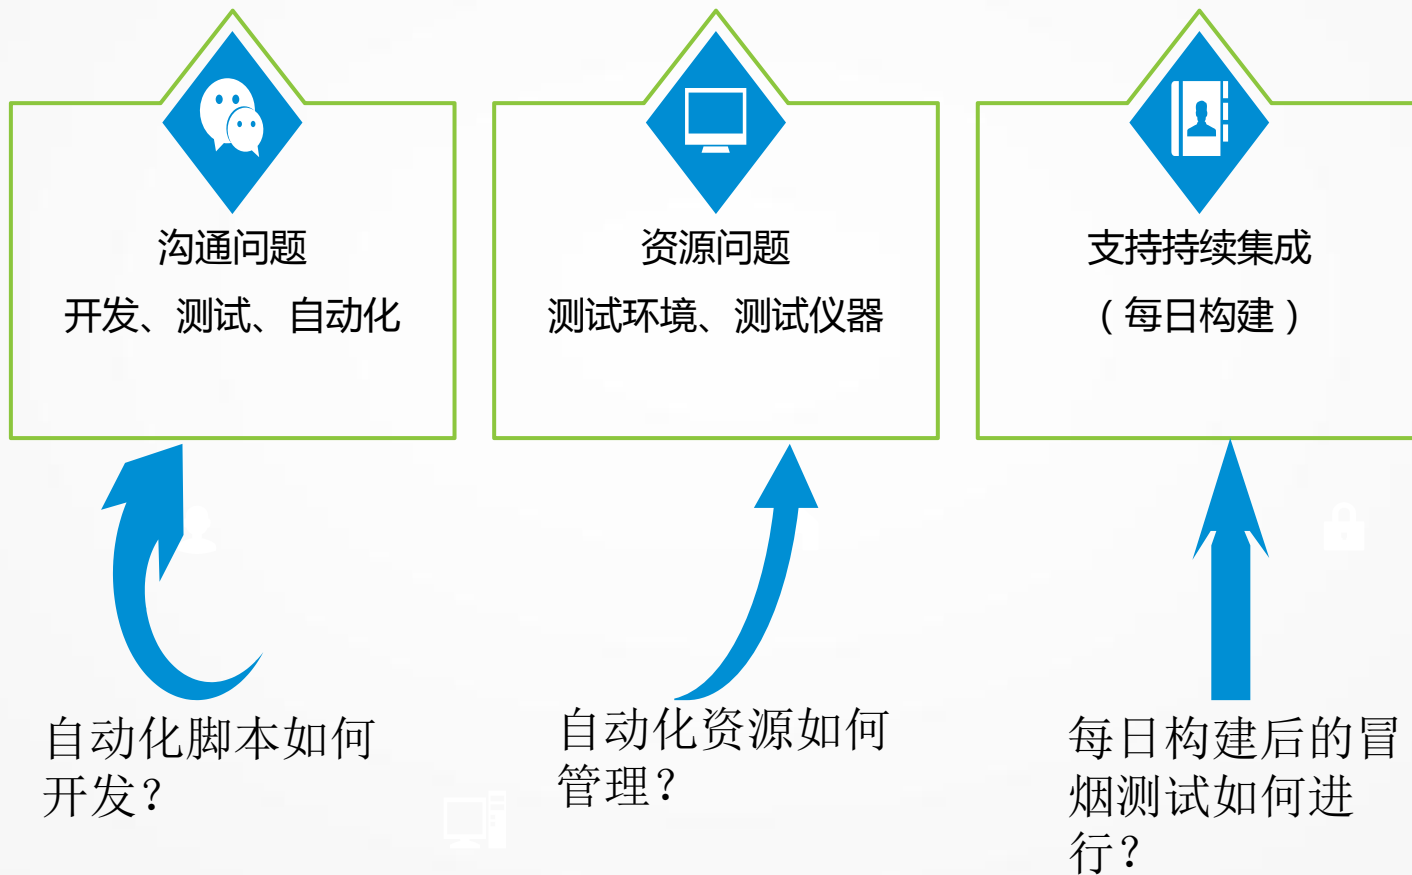 沟通问题
开发、测试、自动化
资源问题
测试环境、测试仪器
支持持续集成
（每日构建）
自动化脚本如何
开发？
自动化资源如何
管理？
每日构建后的冒
烟测试如何进
行？